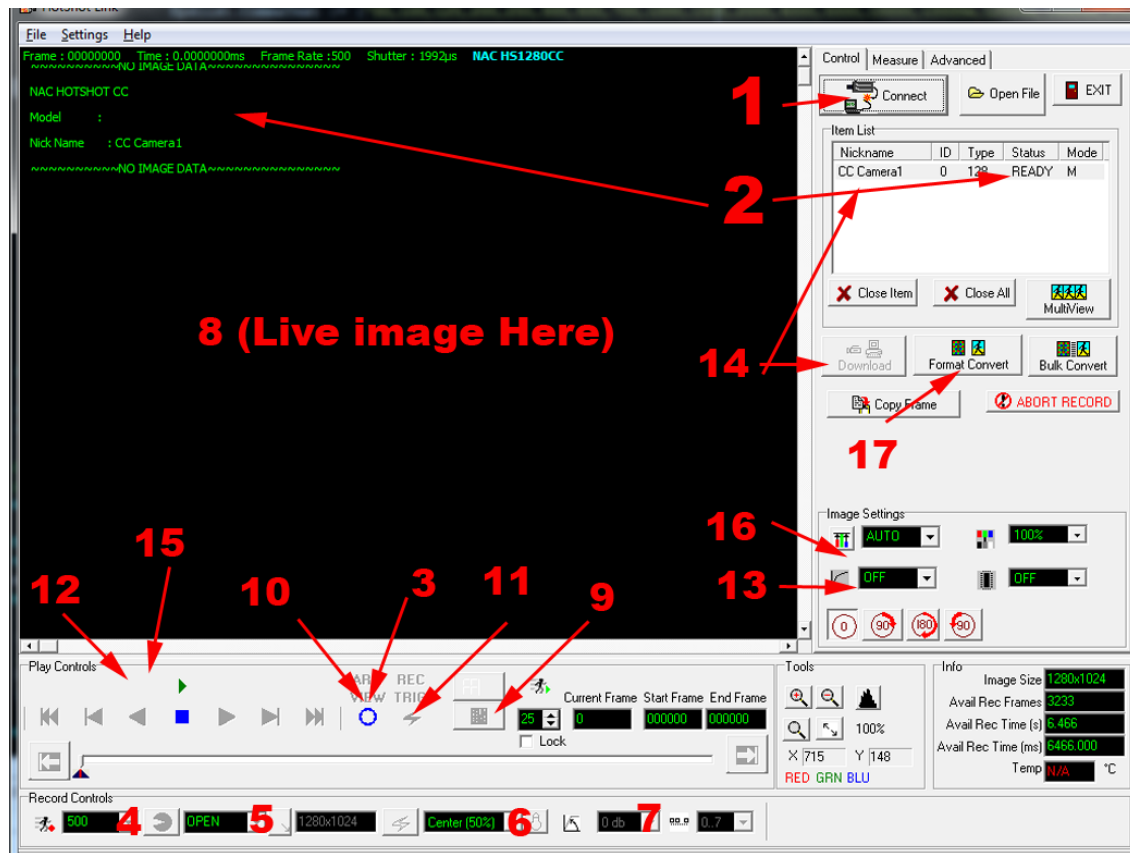 HotShot Link
File Settings Help
Frame : 00000000 Time : 0.0000000ms Frame Rate :500 Shutter : 1992µs NAC HS1280CC
~~~~~~~~~~NO IMAGE DATA~~~~~~~~~~~~~~~
NAC HOTSHOT CC
Model :
Nick Name : CC Camera1
~~~~~~~~~~NO IMAGE DATA~~~~~~~~~~~~~~~
8 (Live image Here)
Control Measure Advanced
1
Connect Open File EXIT
Item List
Nickname ID Type Status Mode
CC Camera1 0 128 READY M
2
Close Item Close All MultiView
14
Download Format Convert Bulk Convert
Copy Frame ABORT RECORD
17
Image Settings
16
AUTO 100%
13
OFF OFF
0 90 180 90
15
12 10 3 11 9
Play Controls
REC
VIEW TRIG
Current Frame Start Frame End Frame
25 0 000000 000000
Lock
Tools
100%
X 715 Y 148
RED GRN BLU
Info
Image Size 1280x1024
Avail Rec Frames 3233
Avail Rec Time (s) 6.466
Avail Rec Time (ms) 6466.000
Temp N/A °C
Record Controls
500 4 OPEN 5 1280x1024 Center (50%) 6 0 db 7 0..7